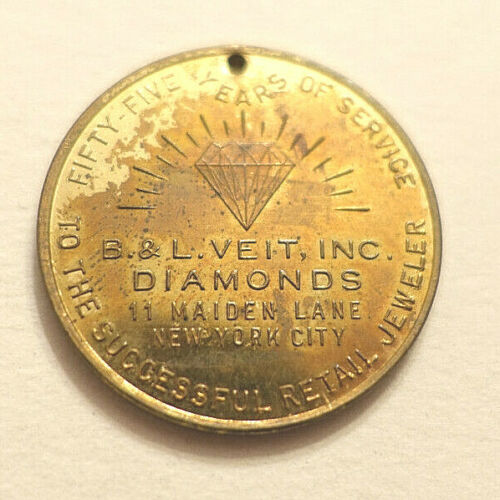 FIFTY-FIVE YEARS OF SERVICE
B. & L. VEIT, INC.
DIAMONDS
11 MAIDEN LANE
NEW YORK CITY
TO THE SUCCESSFUL RETAIL JEWELER